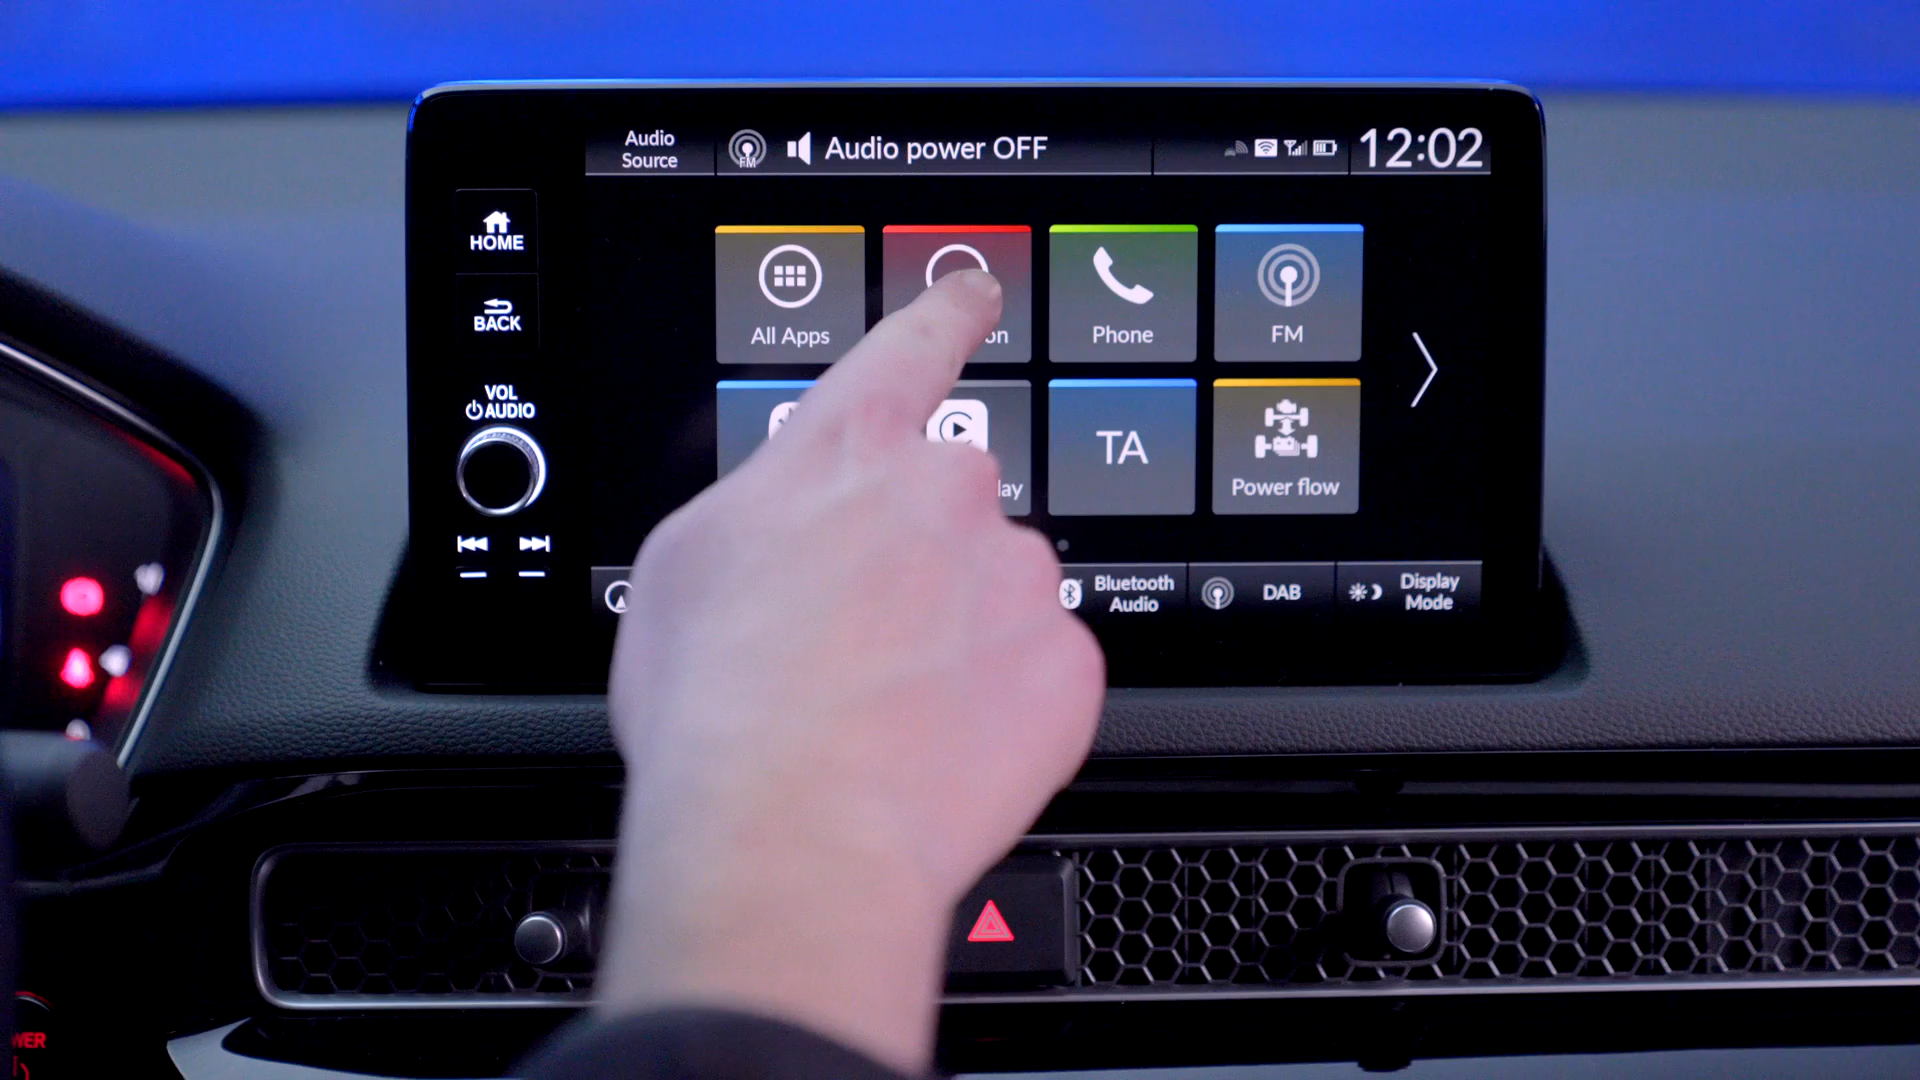 Audio
Source
FM
Audio power OFF
12:02
HOME
BACK
VOL
AUDIO
All Apps
Phone
FM
TA
Power flow
Bluetooth
Audio
DAB
Display
Mode